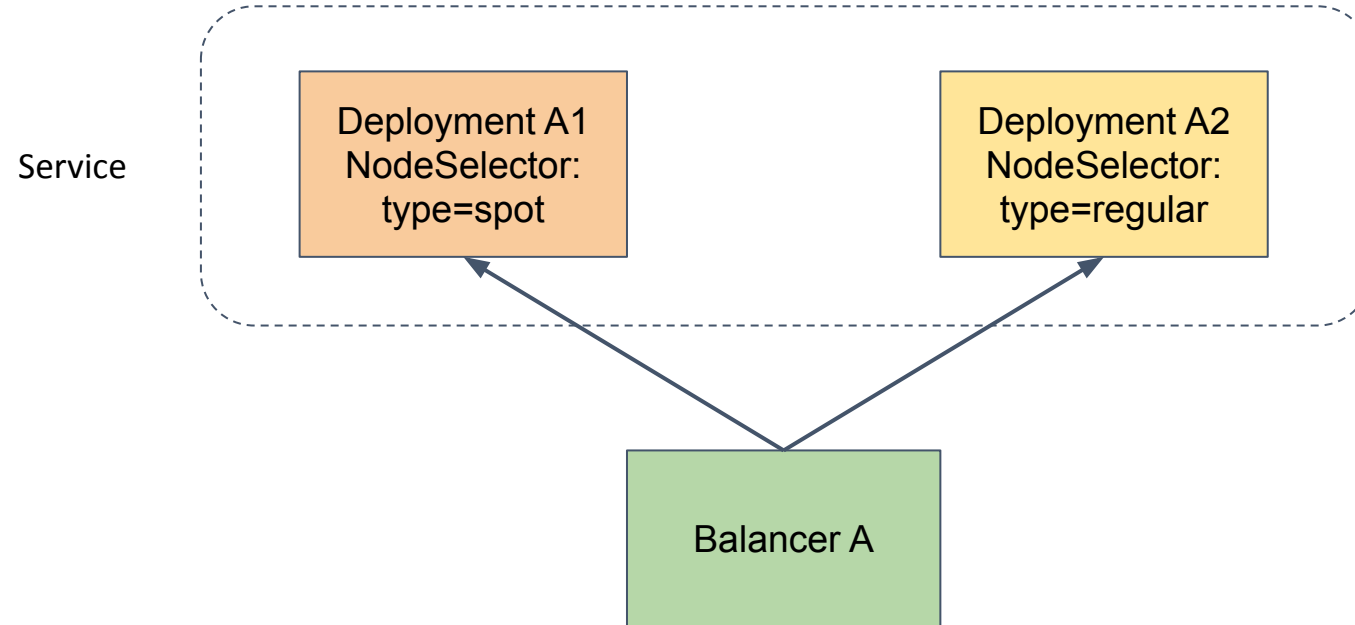 Service
Deployment A1
NodeSelector:
type=spot
Deployment A2
NodeSelector:
type=regular
Balancer A